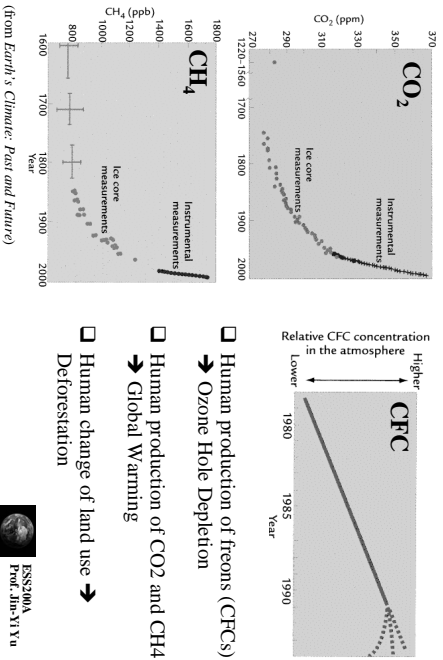 CO2
CO2 (ppm)
370
350
330
310
290
270
Instrumental
measurements
Ice core
measurements
1220–1560
1700
1800
1900
2000
CFC
Relative CFC concentration
in the atmosphere
Higher
Lower
1980
1985
1990
Year
CH4
CH4 (ppb)
1800
1600
1400
1200
1000
800
Instrumental
measurements
Ice core
measurements
1600
1700
1800
1900
2000
Year
❑ Human production of freons (CFCs)
➔ Ozone Hole Depletion
❑ Human production of CO2 and CH4
➔ Global Warming
❑ Human change of land use ➔
Deforestation
(from Earth's Climate: Past and Future)
ESS200A
Prof. Jin-Yi Yu